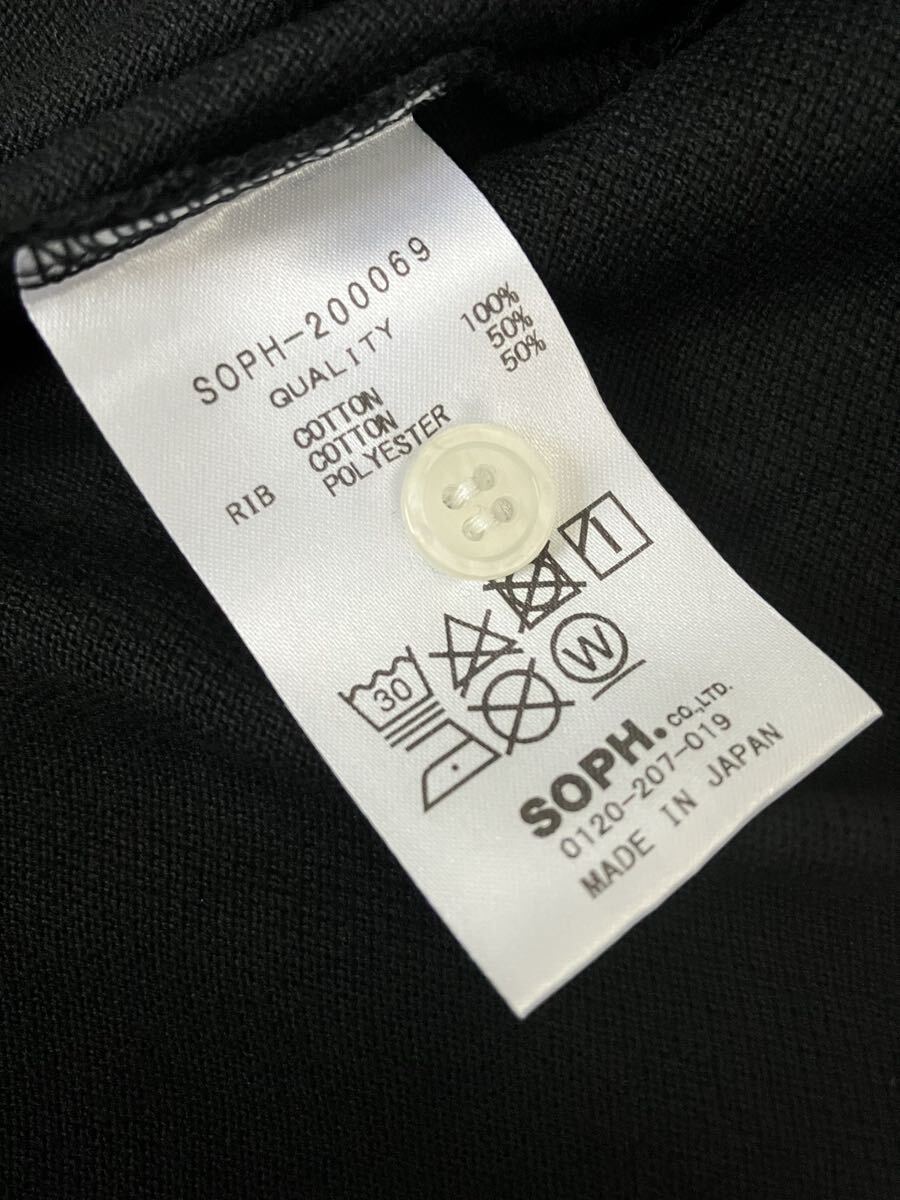 SOPH-200069
QUALITY
COTTON 100%
RIB COTTON 50%
POLYESTER 50%
30
W
SOPH. CO.,LTD.
0120-207-019
MADE IN JAPAN